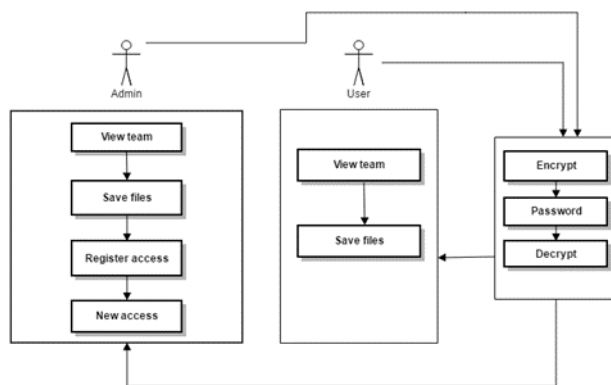 Admin
User
View team
Save files
Register access
New access
View team
Save files
Encrypt
Password
Decrypt